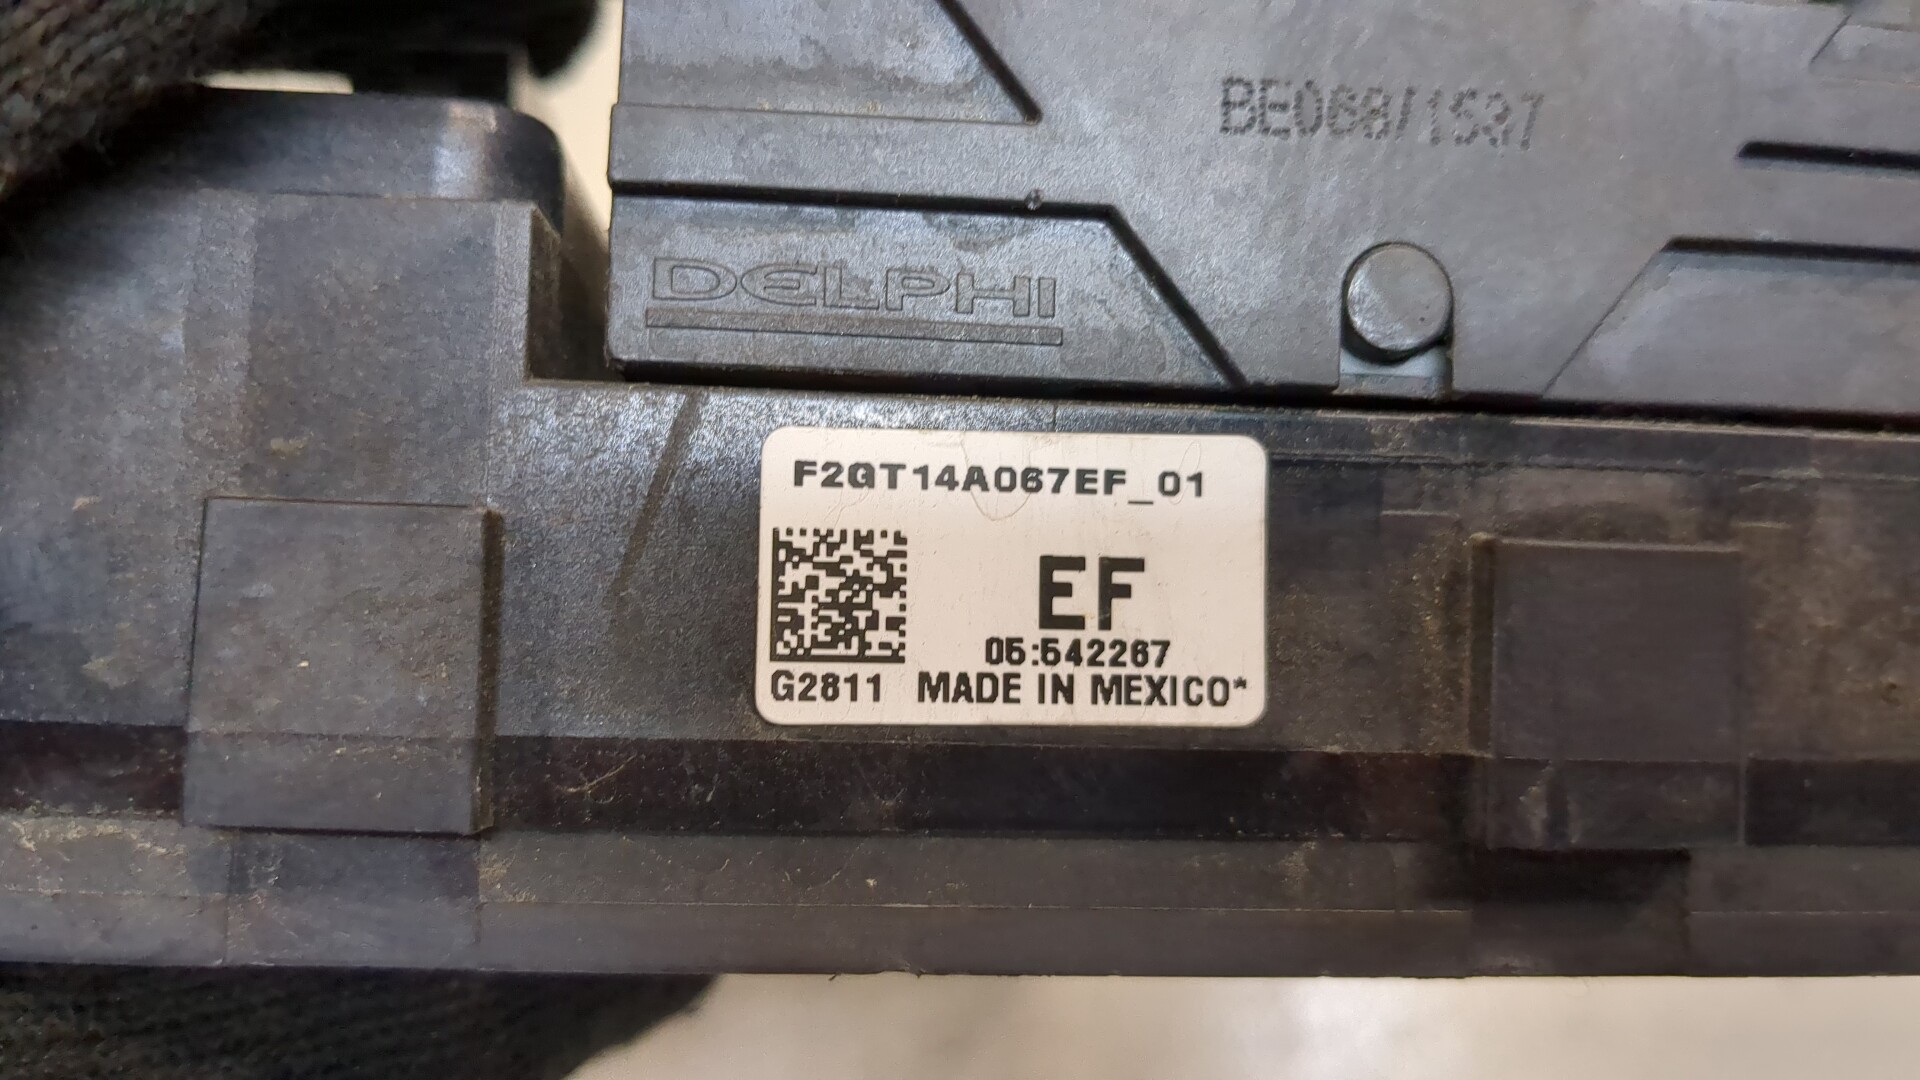 DELPHI
F2GT14A067EF_01
EF
05:542267
G2811 MADE IN MEXICO*